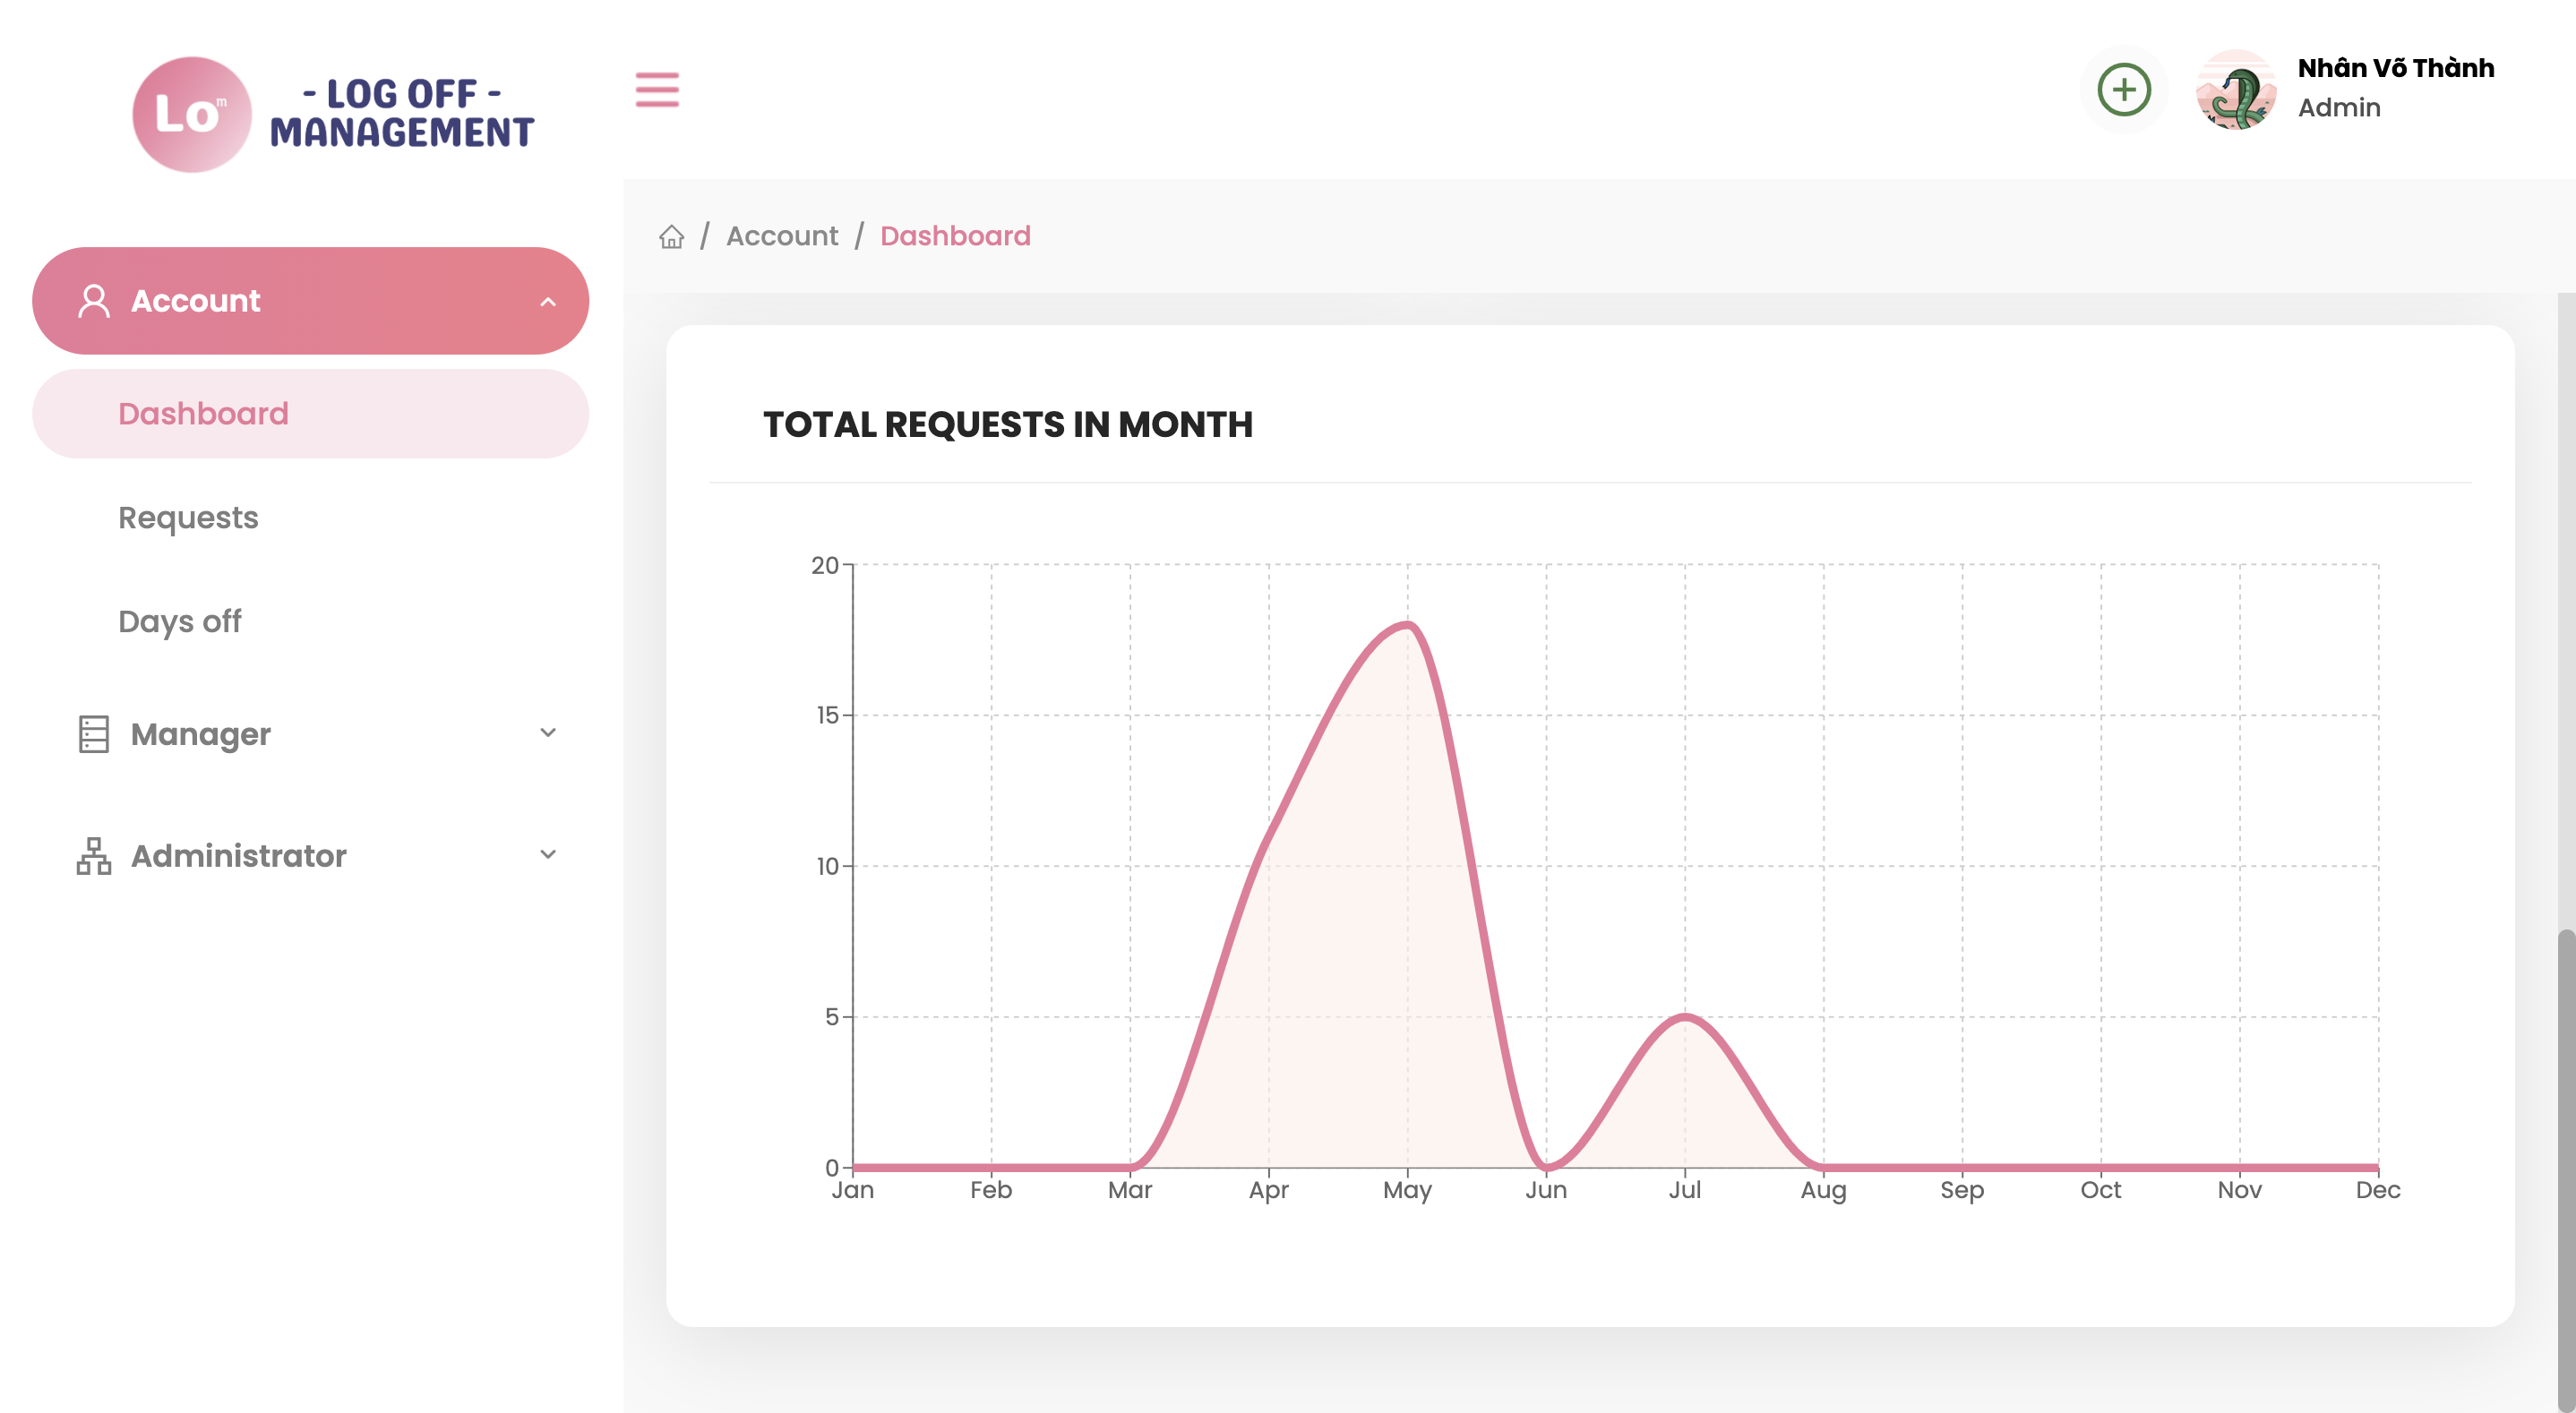 Lo m
- LOG OFF -
MANAGEMENT
Nhân Võ Thành
Admin
/ Account / Dashboard
Account
Dashboard
Requests
Days off
Manager
Administrator
TOTAL REQUESTS IN MONTH
20
15
10
5
0
Jan Feb Mar Apr May Jun Jul Aug Sep Oct Nov Dec